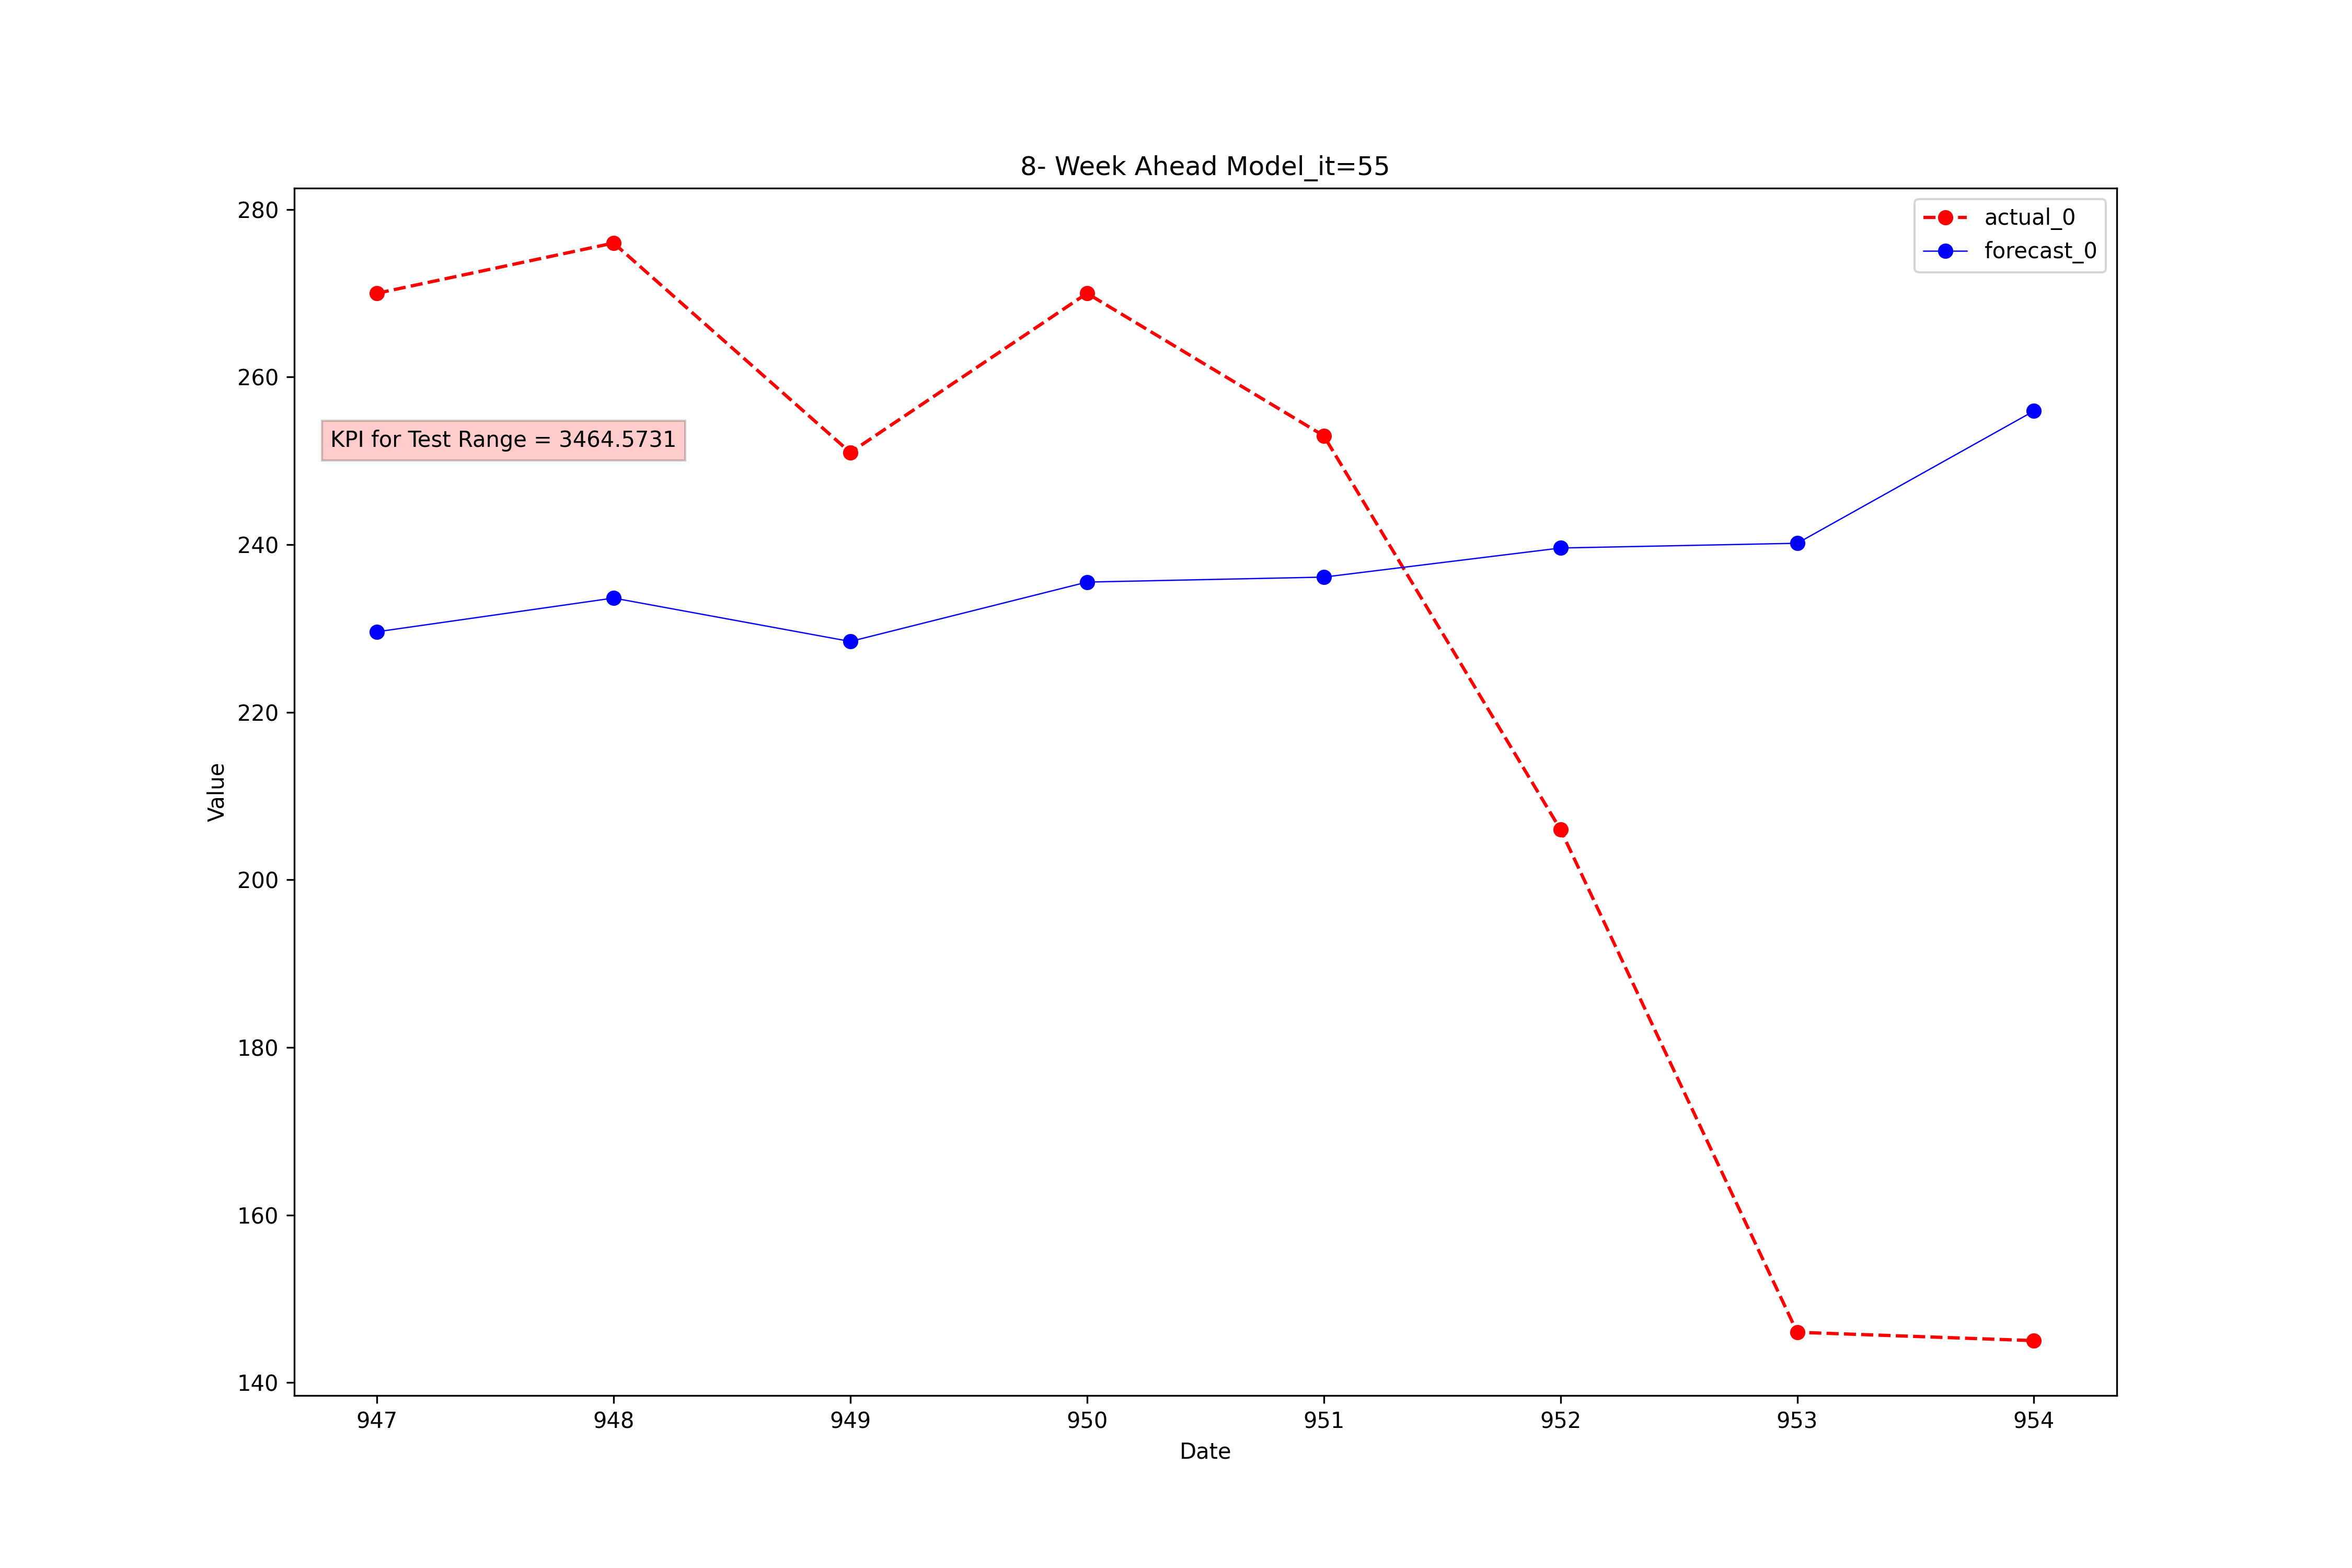 8- Week Ahead Model_it=55
actual_0
forecast_0
KPI for Test Range = 3464.5731
280
260
240
220
200
180
160
140
Value
947 948 949 950 951 952 953 954
Date